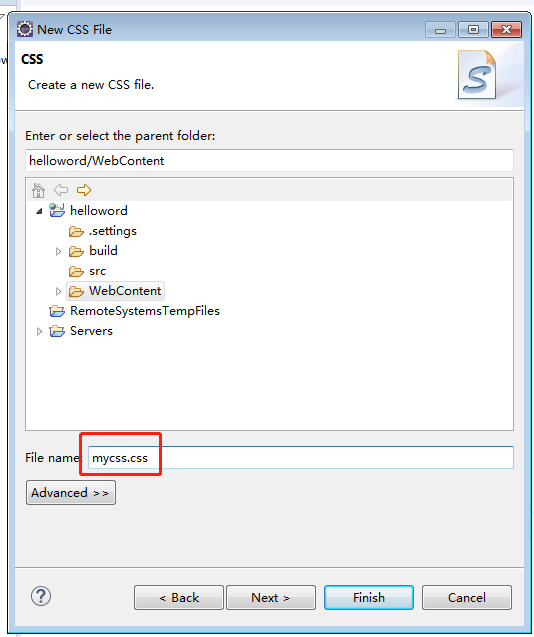 New CSS File
CSS
Create a new CSS file.
Enter or select the parent folder:
helloword/WebContent
helloword
.settings
build
src
WebContent
RemoteSystemsTempFiles
Servers
File name: mycss.css
Advanced >>
? < Back Next > Finish Cancel